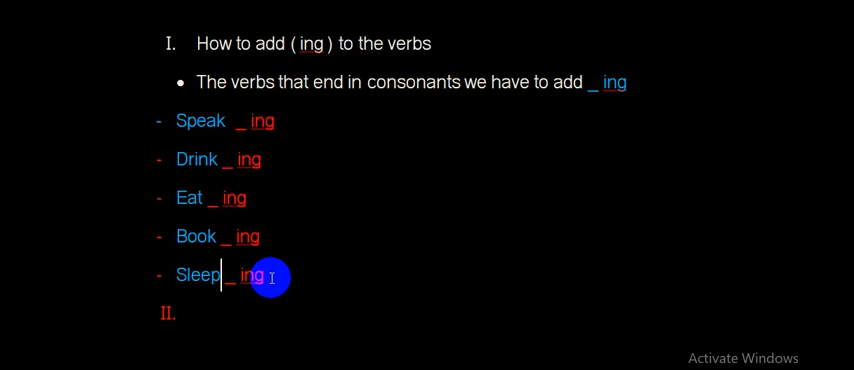 I. How to add ( ing ) to the verbs
• The verbs that end in consonants we have to add _ ing
- Speak _ ing
- Drink _ ing
- Eat _ ing
- Book _ ing
- Sleep _ ing
II.
Activate Windows